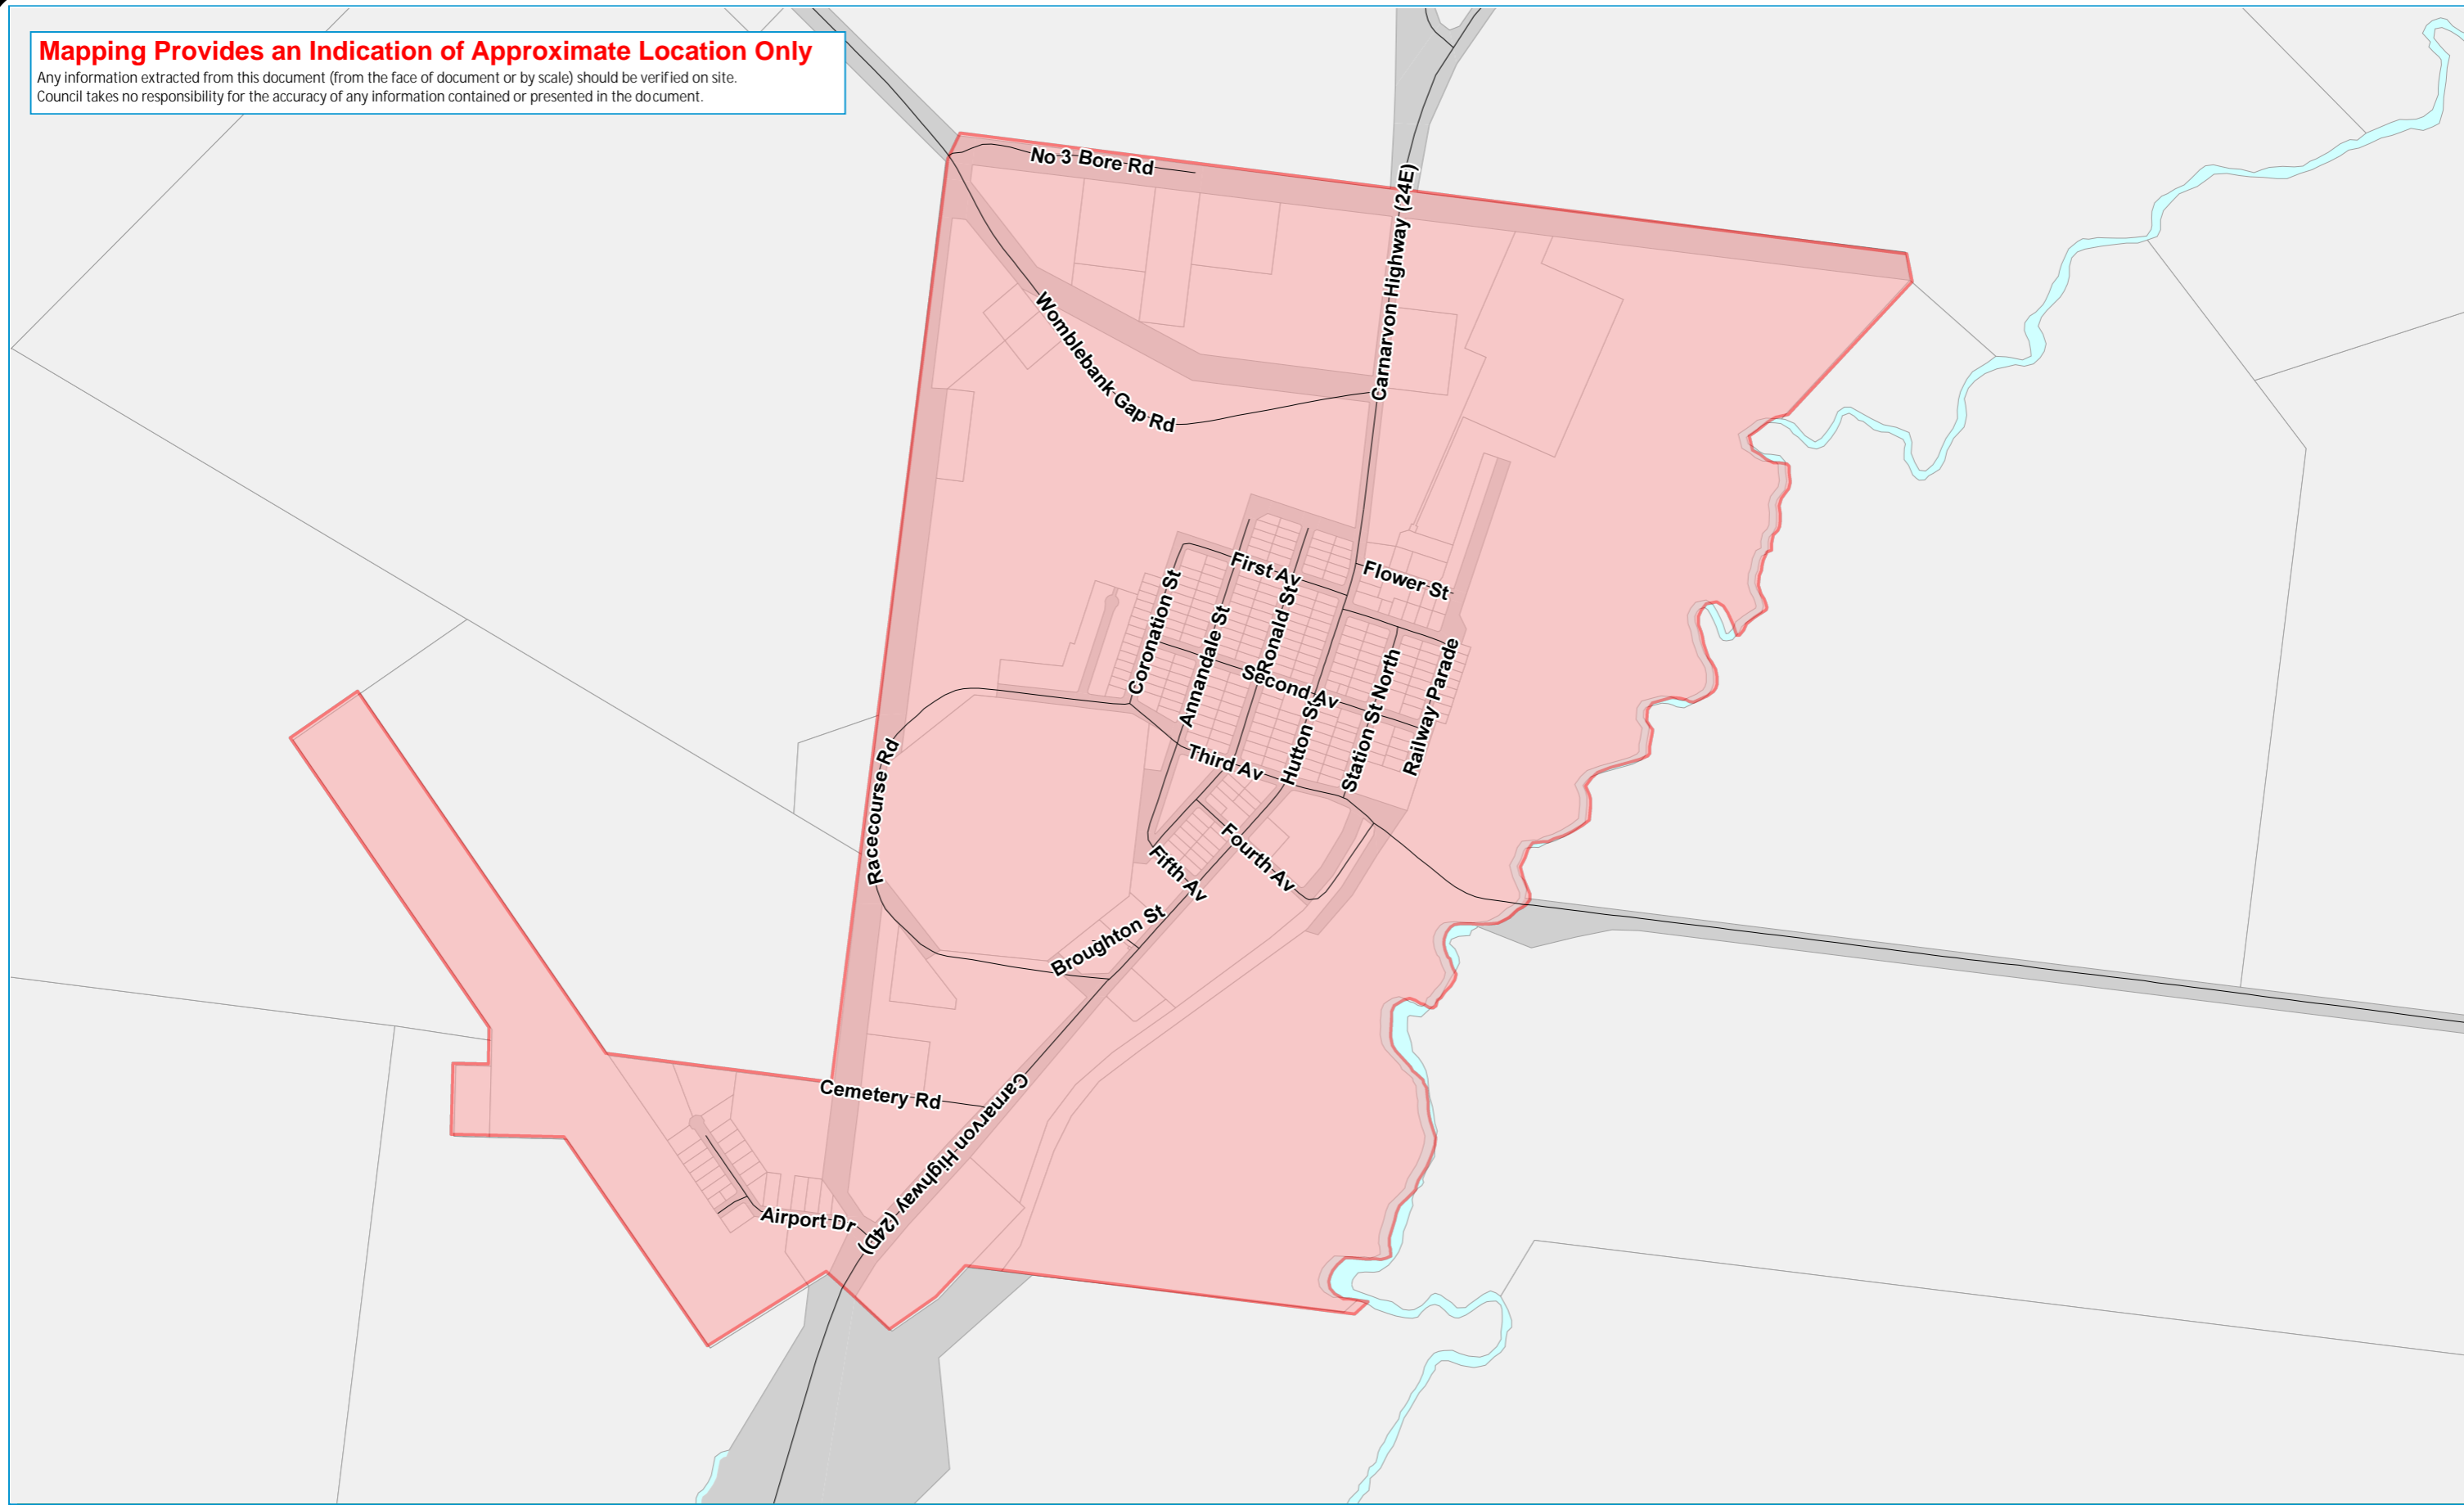 Mapping Provides an Indication of Approximate Location Only
Any information extracted from this document (from the face of document or by scale) should be verified on site.
Council takes no responsibility for the accuracy of any information contained or presented in the document.
No 3 Bore Rd
Carnarvon Highway (24E)
Womblebank Gap Rd
First Av
Flower St
Coronation St
Annandale St
Ronald St
Second Av
Hutton St
Station St North
Railway Parade
Third Av
Racecourse Rd
Fourth Av
Fifth Av
Broughton St
Cemetery Rd
Carnarvon Highway (24D)
Airport Dr